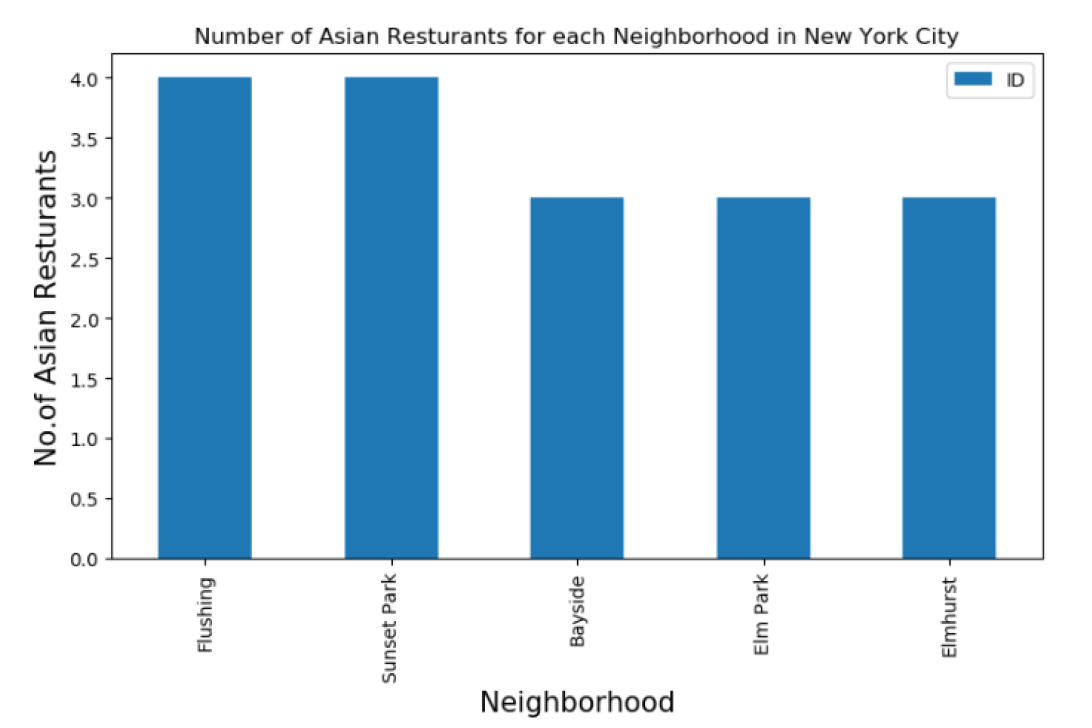 Number of Asian Resturants for each Neighborhood in New York City
ID
No.of Asian Resturants
4.0
3.5
3.0
2.5
2.0
1.5
1.0
0.5
0.0
Flushing
Sunset Park
Bayside
Elm Park
Elmhurst
Neighborhood